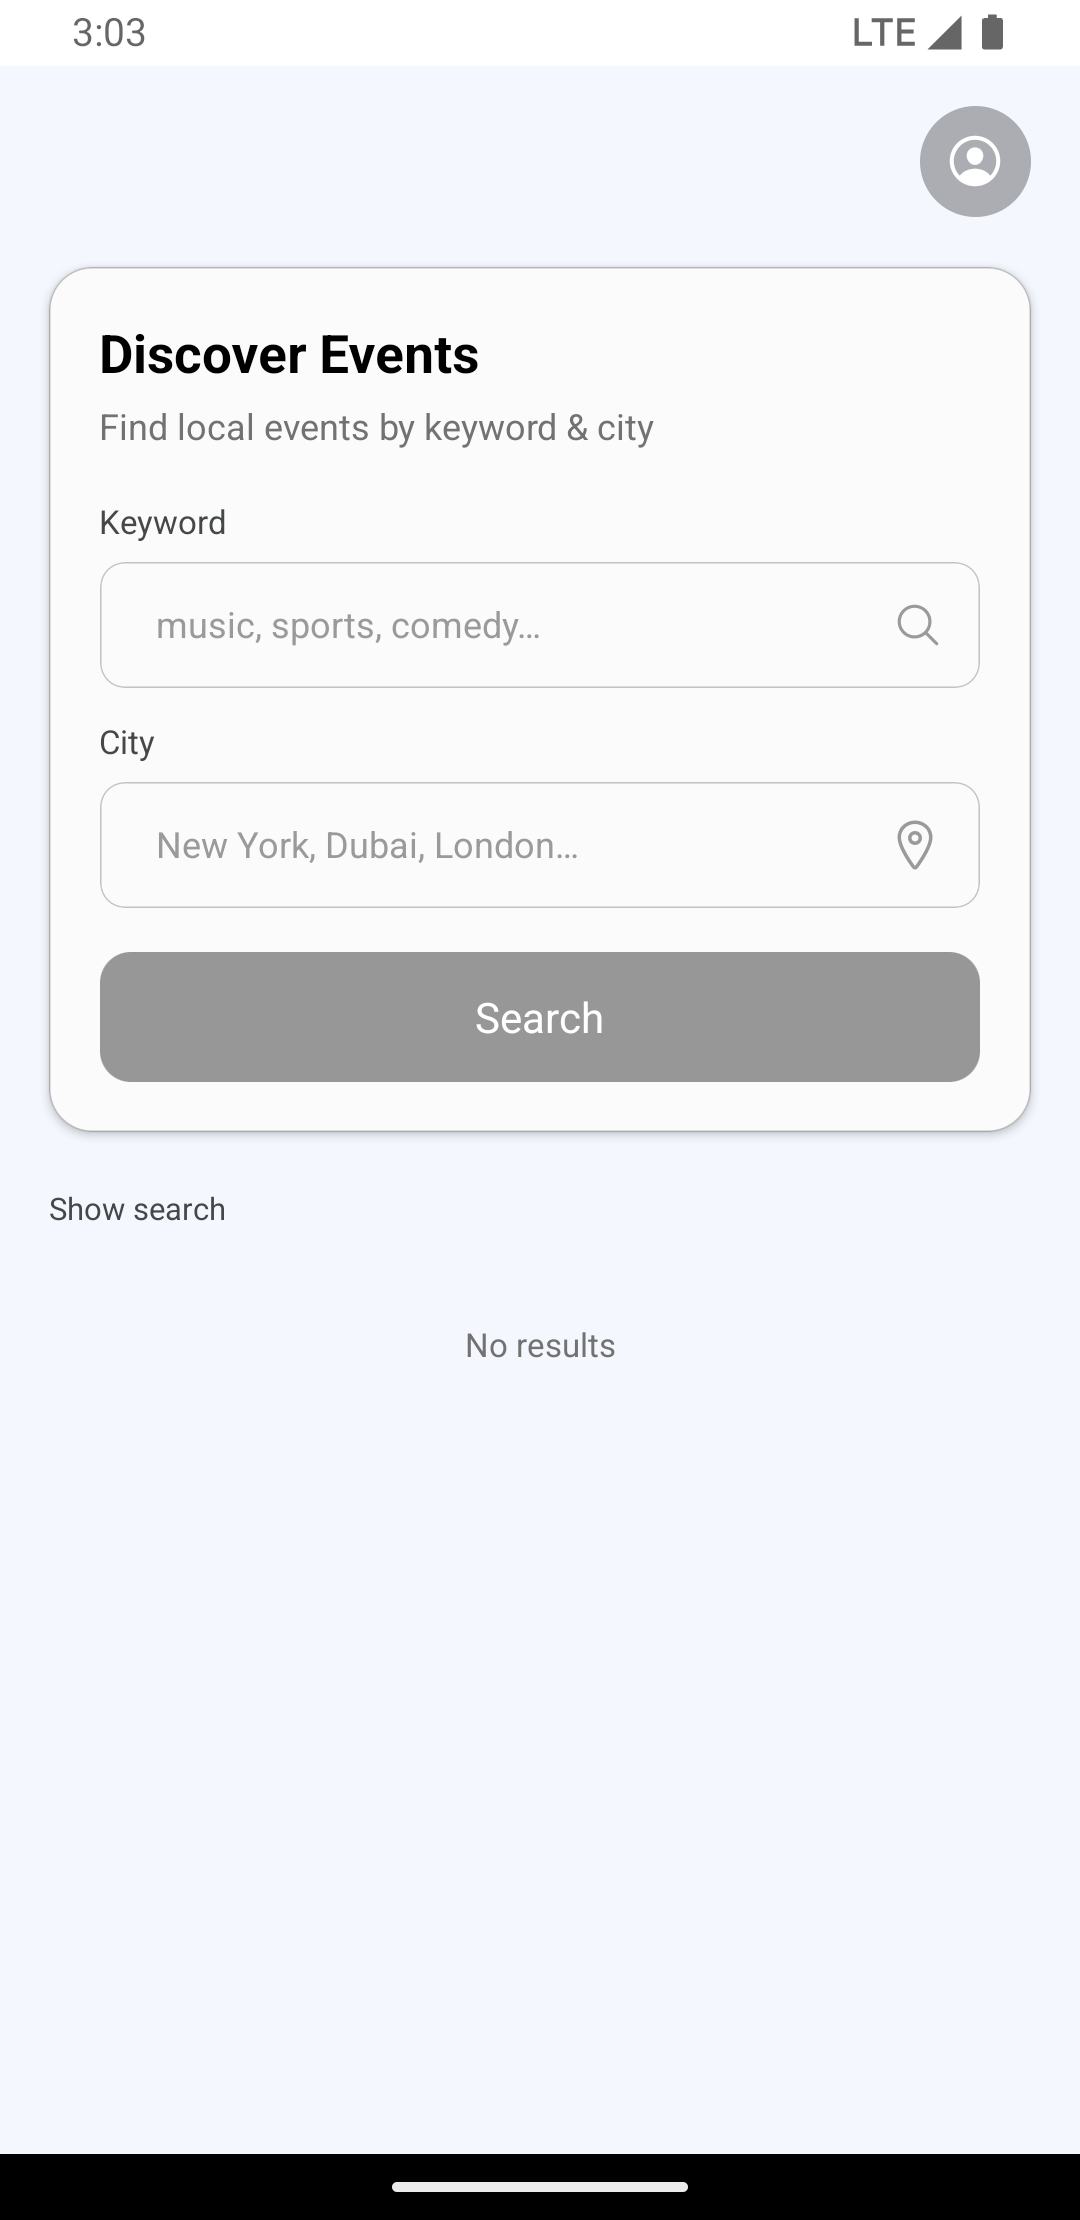 3:03 LTE
Discover Events
Find local events by keyword & city
Keyword
music, sports, comedy...
City
New York, Dubai, London...
Search
Show search
No results